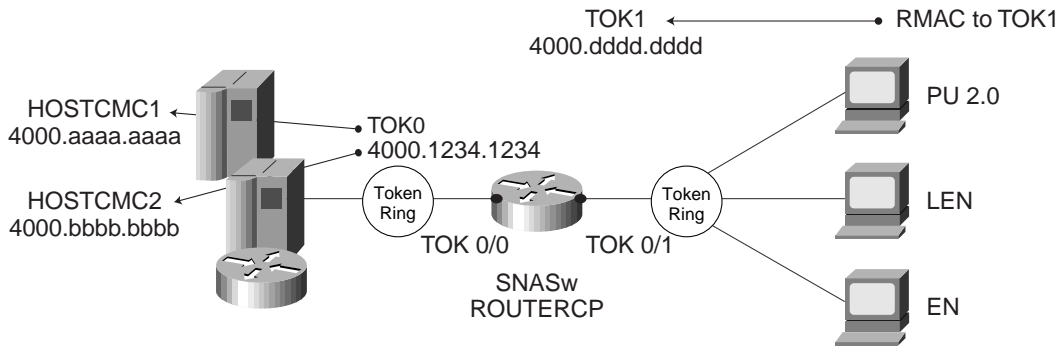 TOK1
4000.dddd.dddd
RMAC to TOK1
HOSTCMC1
4000.aaaa.aaaa
TOK0
4000.1234.1234
HOSTCMC2
4000.bbbb.bbbb
Token
Ring
TOK 0/0
SNASw
ROUTERCP
TOK 0/1
Token
Ring
PU 2.0
LEN
EN